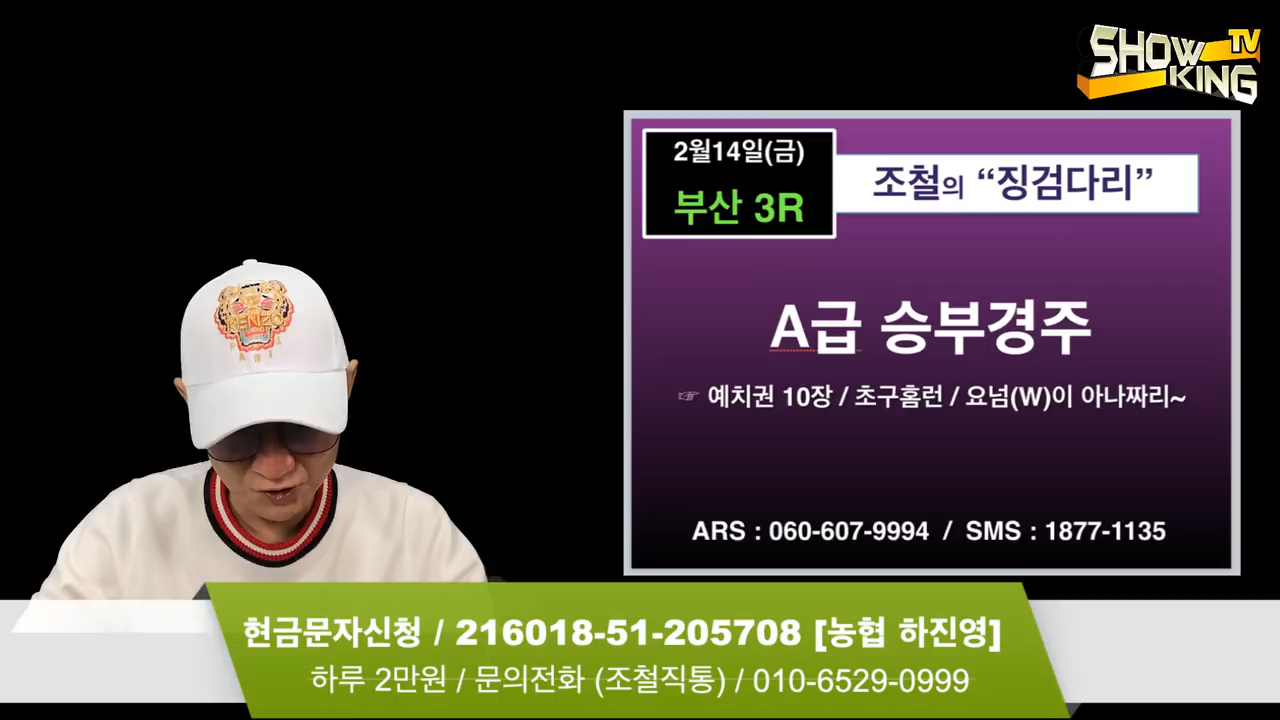 SHOW KING TV
2월14일(금)
부산 3R
조철의 “징검다리”
A급 승부경주
☞ 예치권 10장 / 초구홈런 / 요넘(W)이 아나짜리~
ARS : 060-607-9994 / SMS : 1877-1135
KENZO
PARIS
현금문자신청 / 216018-51-205708 [농협 하진영]
하루 2만원 / 문의전화 (조철직통) / 010-6529-0999